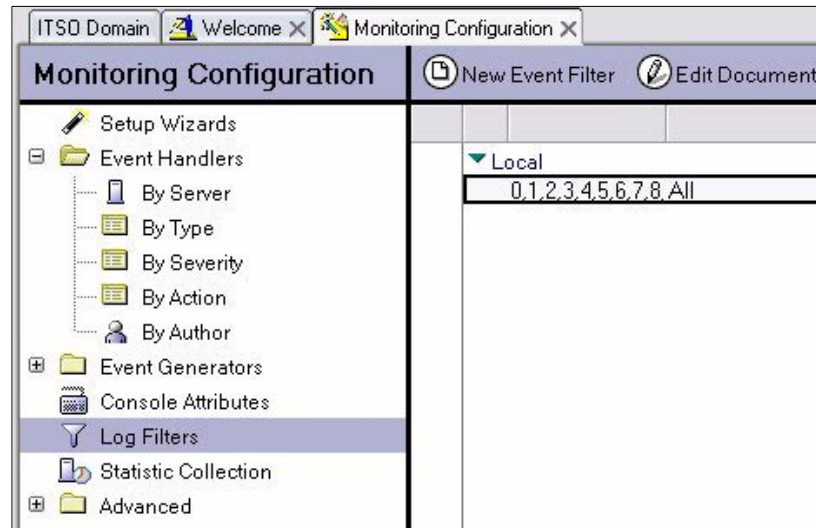 ITSO Domain
Welcome
Monitoring Configuration
Monitoring Configuration
New Event Filter
Edit Document
Setup Wizards
Event Handlers
By Server
By Type
By Severity
By Action
By Author
Event Generators
Console Attributes
Log Filters
Statistic Collection
Advanced
Local
0,1,2,3,4,5,6,7,8, All